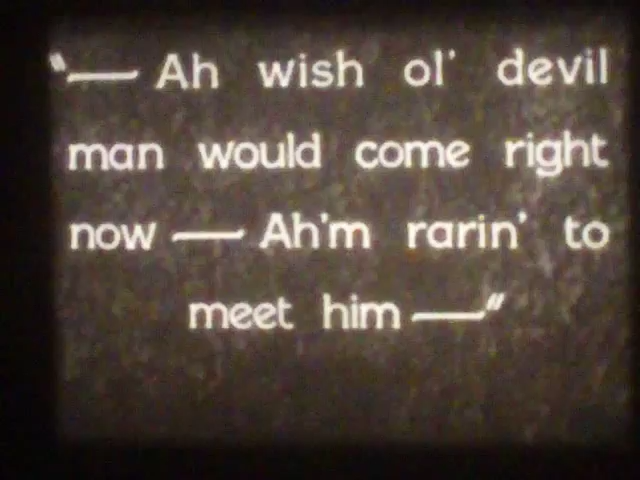 "— Ah wish ol' devil
man would come right
now — Ah'm rarin' to
meet him —"